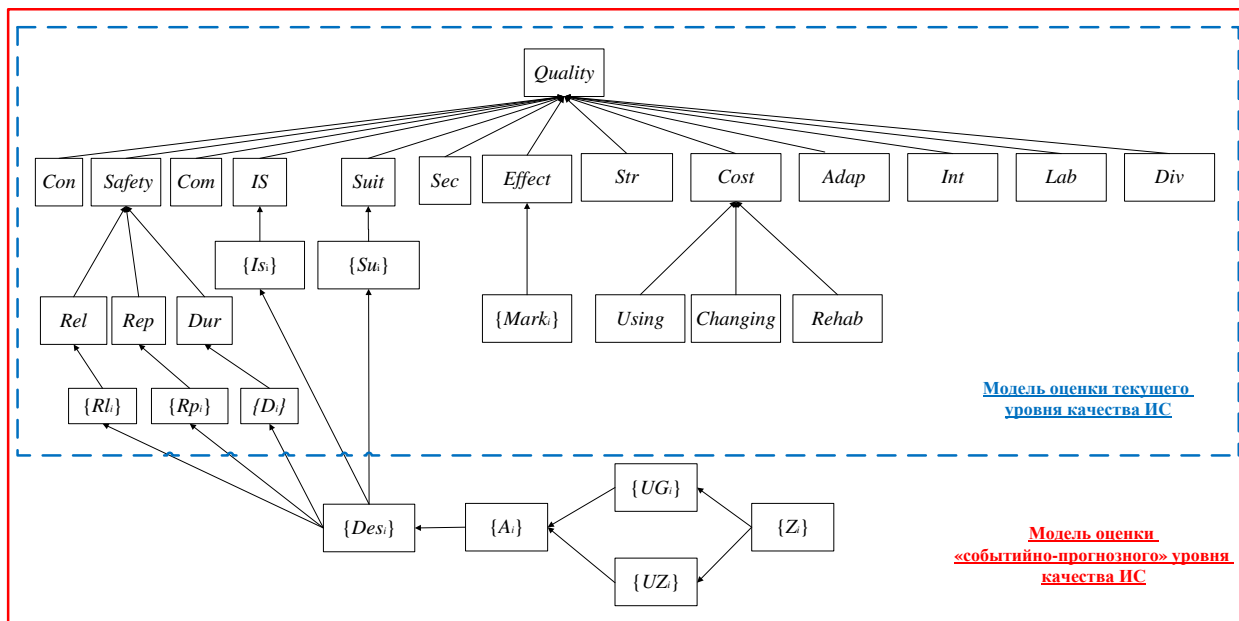 Quality
Con Safety Com IS Suit Sec Effect Str Cost Adap Int Lab Div
{Isᵢ} {Suᵢ}
Rel Rep Dur {Markᵢ} Using Changing Rehab
{Rlᵢ} {Rpᵢ} {Dᵢ}
Модель оценки текущего
уровня качества ИС
{UGᵢ}
{Desᵢ} {Aᵢ} {Zᵢ}
{UZᵢ}
Модель оценки
«событийно-прогнозного» уровня
качества ИС